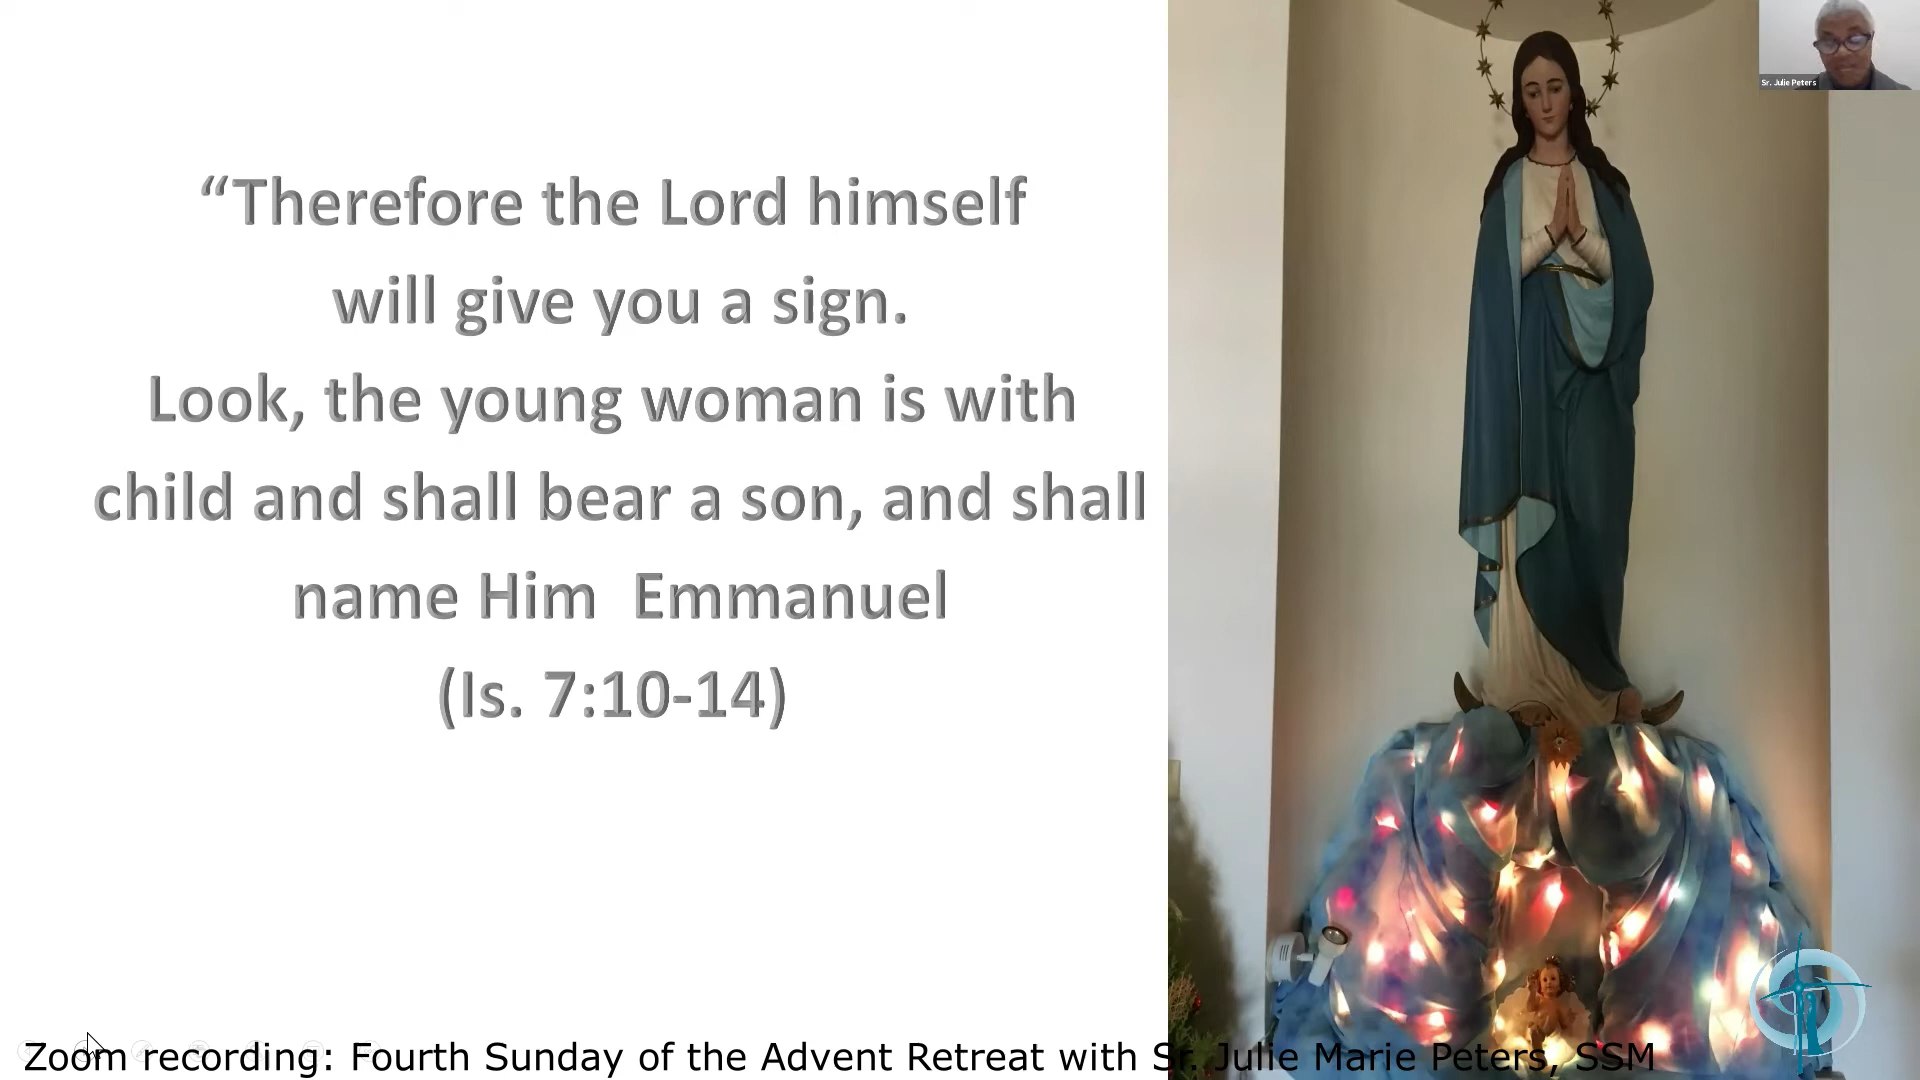 “Therefore the Lord himself
will give you a sign.
Look, the young woman is with
child and shall bear a son, and shall
name Him  Emmanuel
(Is. 7:10-14)
Sr. Julie Peters
Zoom recording: Fourth Sunday of the Advent Retreat with Sr. Julie Marie Peters, SSM